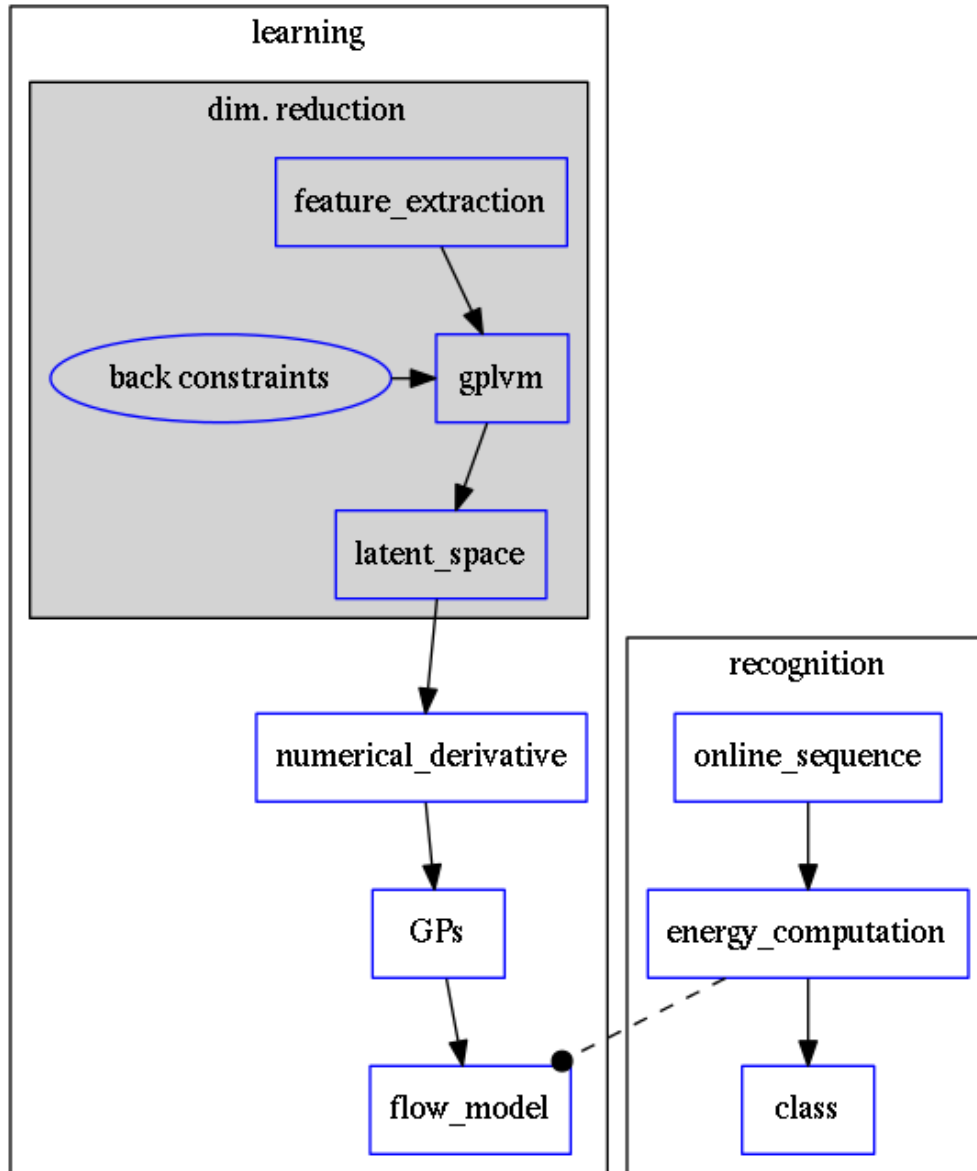 learning
dim. reduction
feature_extraction
back constraints
gplvm
latent_space
numerical_derivative
GPs
flow_model
recognition
online_sequence
energy_computation
class